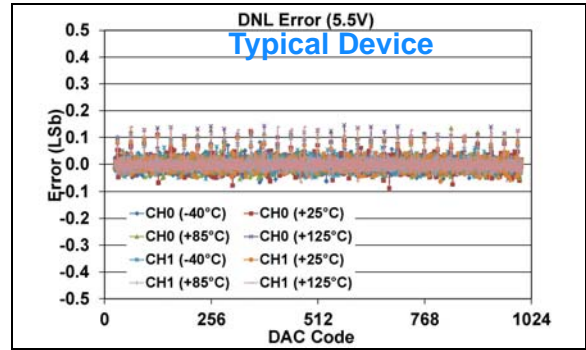 DNL Error (5.5V)
Typical Device
Error (LSb)
0.5
0.4
0.3
0.2
0.1
0.0
-0.1
-0.2
-0.3
-0.4
-0.5
CH0 (-40°C) CH0 (+25°C)
CH0 (+85°C) CH0 (+125°C)
CH1 (-40°C) CH1 (+25°C)
CH1 (+85°C) CH1 (+125°C)
0 256 512 768 1024
DAC Code